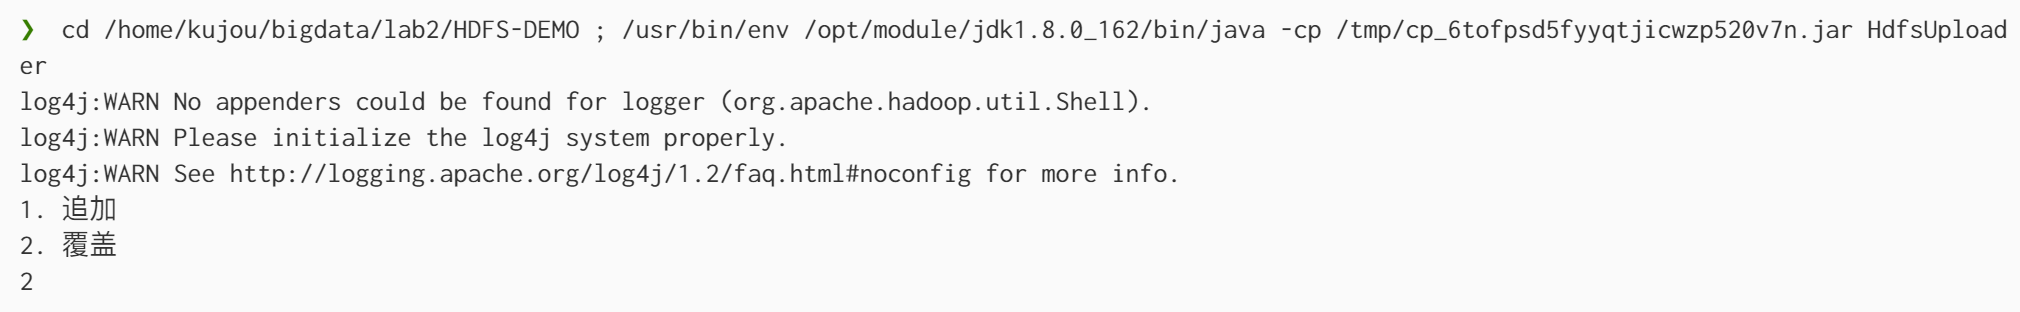 ❯ cd /home/kujou/bigdata/lab2/HDFS-DEMO ; /usr/bin/env /opt/module/jdk1.8.0_162/bin/java -cp /tmp/cp_6tofpsd5fyyqtjicwzp520v7n.jar HdfsUpload
er
log4j:WARN No appenders could be found for logger (org.apache.hadoop.util.Shell).
log4j:WARN Please initialize the log4j system properly.
log4j:WARN See http://logging.apache.org/log4j/1.2/faq.html#noconfig for more info.
1. 追加
2. 覆盖
2